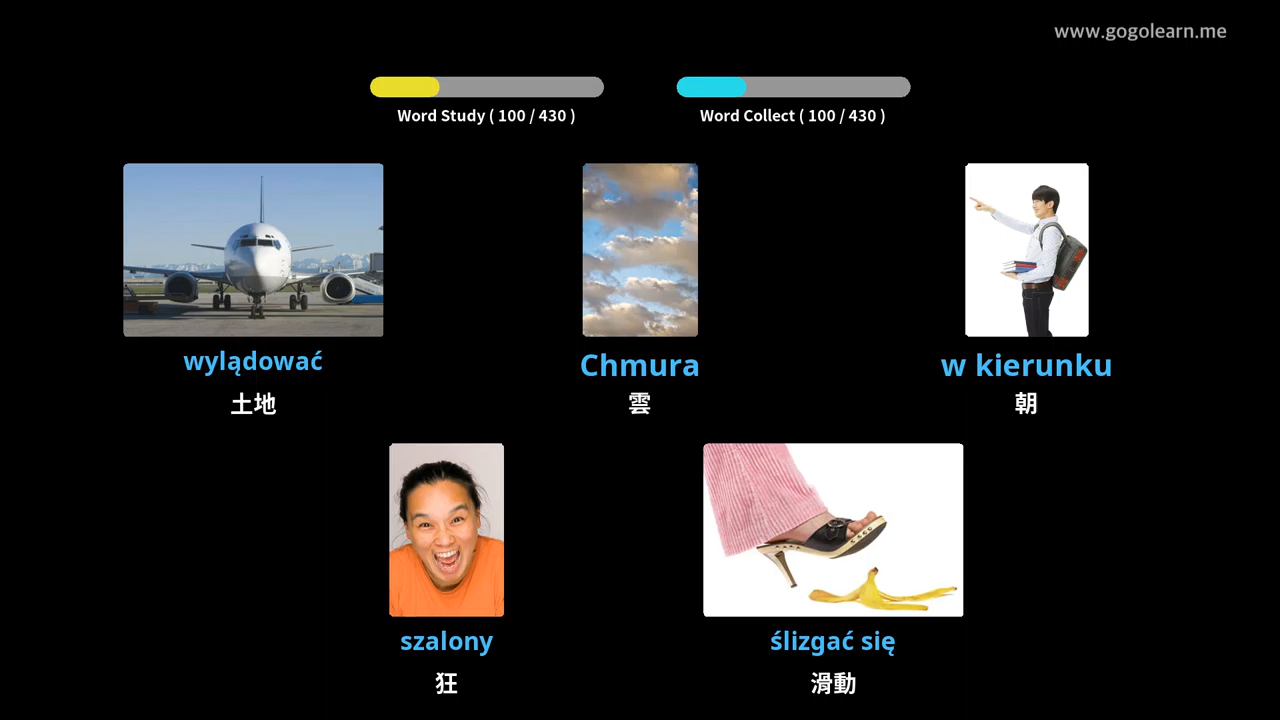 www.gogolearn.me
Word Study ( 100 / 430 )
Word Collect ( 100 / 430 )
wylądować
土地
Chmura
雲
w kierunku
朝
szalony
狂
ślizgać się
滑動